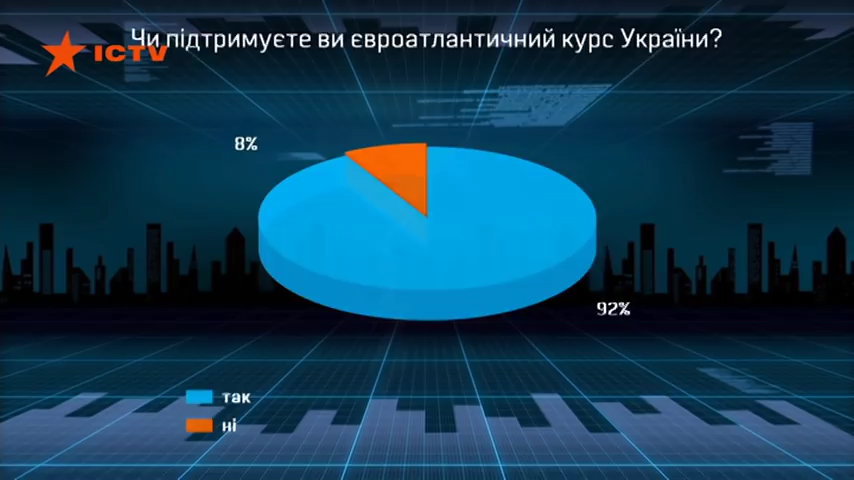 Чи підтримуєте ви євроатлантичний курс України?
ICTV
8%
92%
так
ні